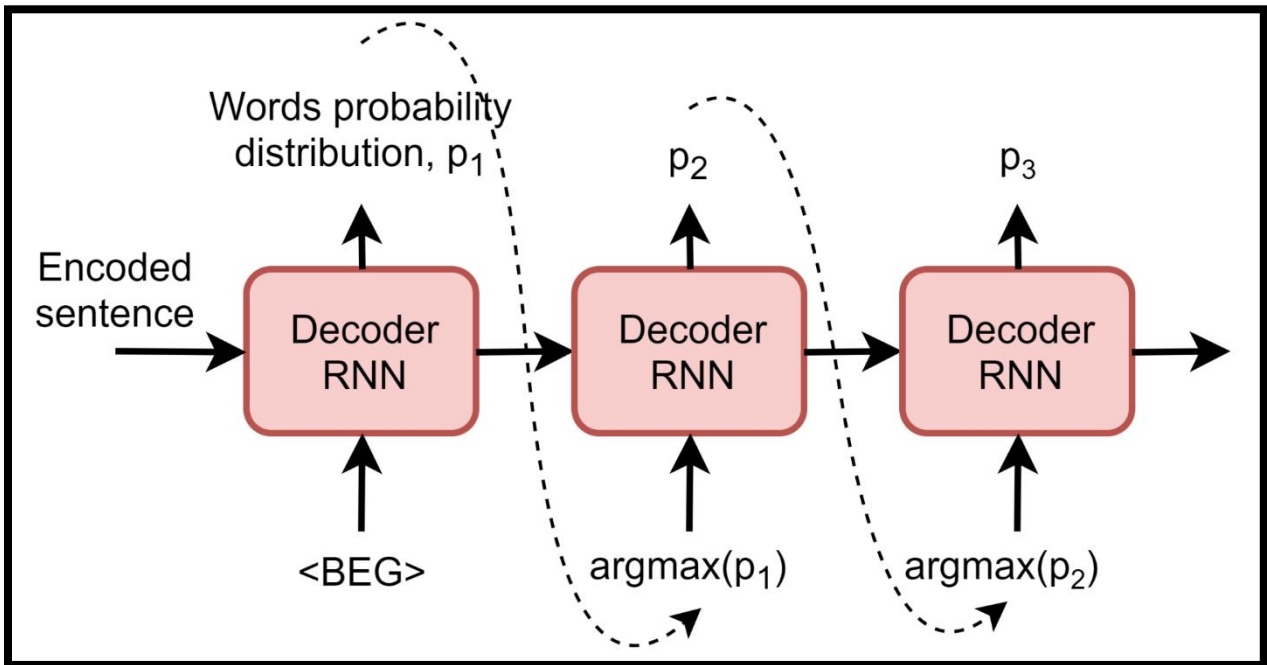 Words probability
distribution, p₁
p₂
p₃
Encoded
sentence
Decoder
RNN
Decoder
RNN
Decoder
RNN
<BEG>
argmax(p₁)
argmax(p₂)